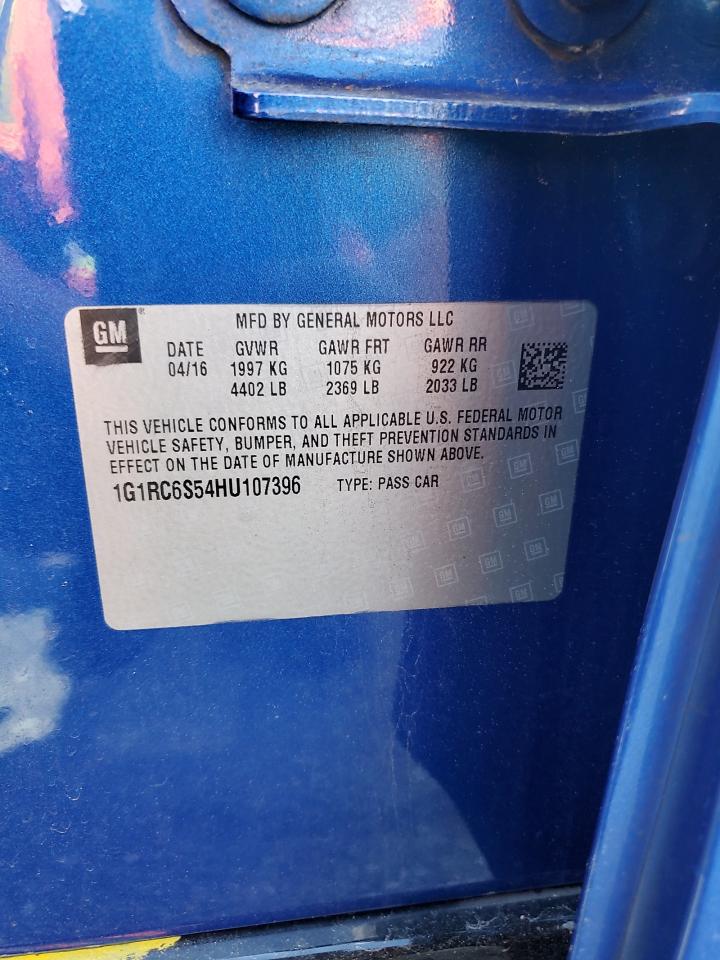 GM
®
MFD BY GENERAL MOTORS LLC
DATE GVWR GAWR FRT GAWR RR
04/16 1997 KG 1075 KG 922 KG
4402 LB 2369 LB 2033 LB
THIS VEHICLE CONFORMS TO ALL APPLICABLE U.S. FEDERAL MOTOR
VEHICLE SAFETY, BUMPER, AND THEFT PREVENTION STANDARDS IN
EFFECT ON THE DATE OF MANUFACTURE SHOWN ABOVE.
1G1RC6S54HU107396 TYPE: PASS CAR